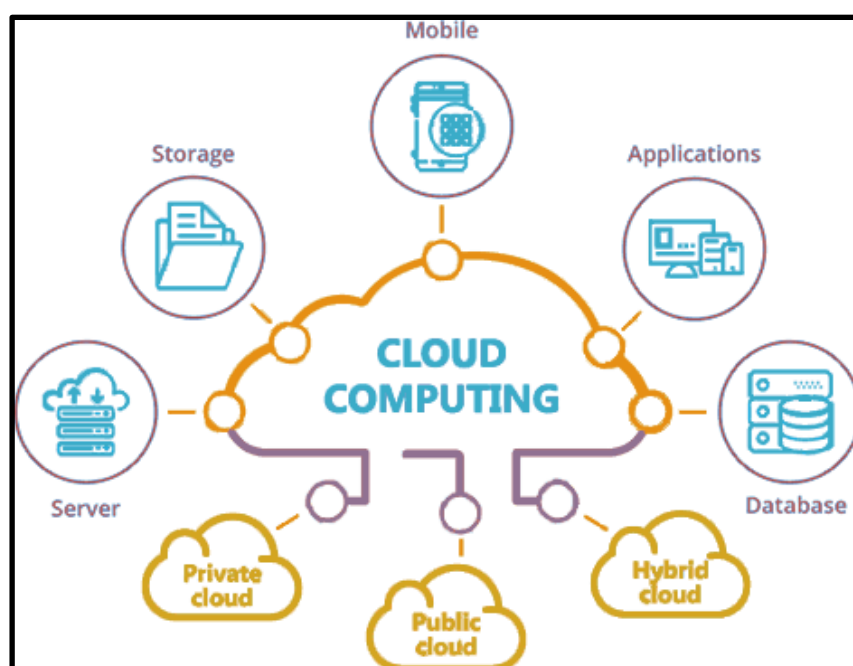 Mobile
Storage
Applications
CLOUD
COMPUTING
Server
Database
Private
cloud
Public
cloud
Hybrid
cloud